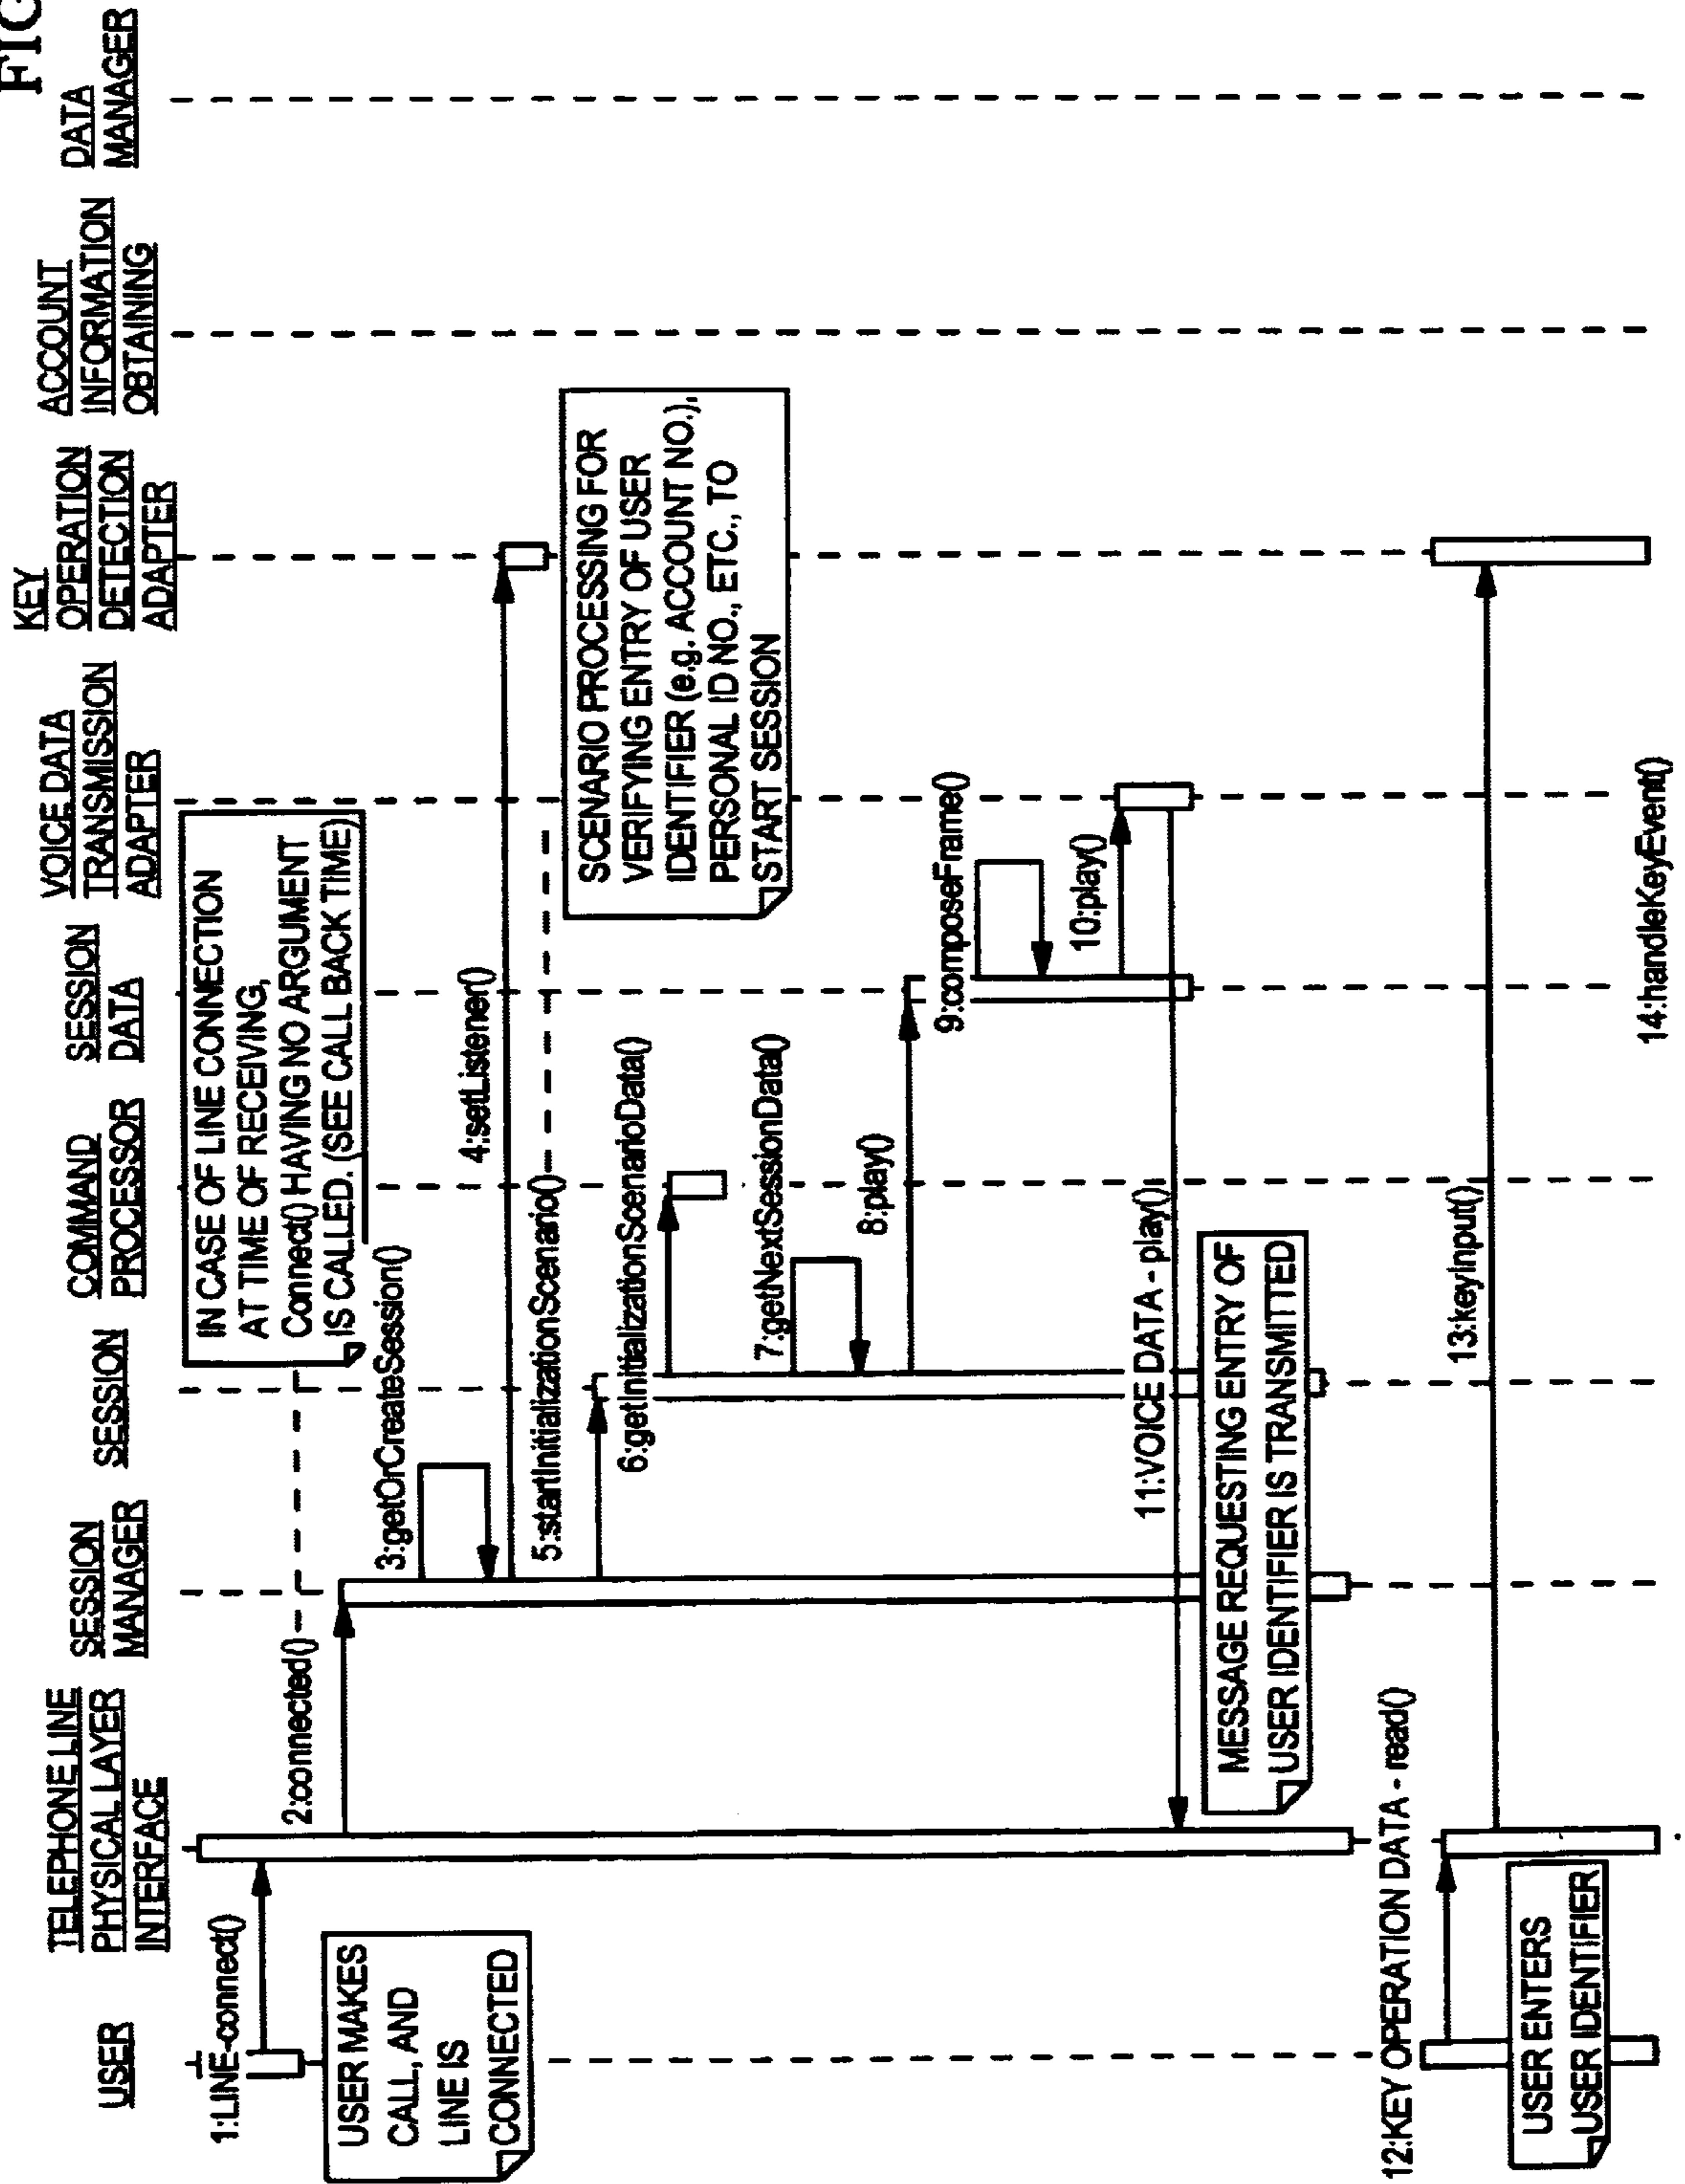 FIG
USER
TELEPHONE LINE
PHYSICAL LAYER
INTERFACE
SESSION
MANAGER
SESSION
COMMAND
PROCESSOR
SESSION
DATA
VOICE DATA
TRANSMISSION
ADAPTER
KEY
OPERATION
DETECTION
ADAPTER
ACCOUNT
INFORMATION
OBTAINING
DATA
MANAGER
1:LINE-connect()
USER MAKES
CALL, AND
LINE IS
CONNECTED
2:connected()
IN CASE OF LINE CONNECTION
AT TIME OF RECEIVING,
Connect() HAVING NO ARGUMENT
IS CALLED. (SEE CALL BACK TIME)
3:getOrCreateSession()
4:setListener()
5:startInitializationScenario()
SCENARIO PROCESSING FOR
VERIFYING ENTRY OF USER
IDENTIFIER (e.g. ACCOUNT NO.),
PERSONAL ID NO., ETC., TO
START SESSION
6:getInitializationScenarioData()
7:getNextSessionData()
8:play()
9:composeFrame()
10:play()
11:VOICE DATA - play()
MESSAGE REQUESTING ENTRY OF
USER IDENTIFIER IS TRANSMITTED
12:KEY OPERATION DATA - read()
USER ENTERS
USER IDENTIFIER
13:keyInput()
14:handleKeyEvent()